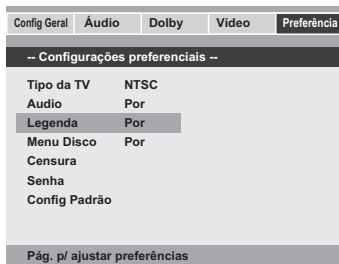 Config Geral Áudio Dolby Vídeo Preferência
-- Configurações preferenciais --
Tipo da TV NTSC
Audio Por
Legenda Por
Menu Disco Por
Censura
Senha
Config Padrão
Pág. p/ ajustar preferências